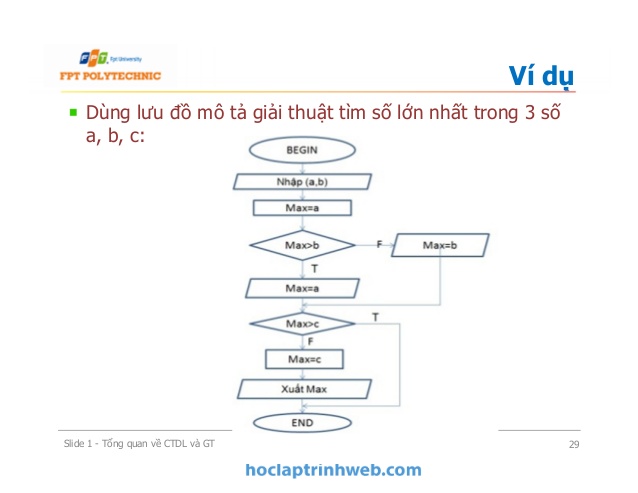 FPT. Fpt University
FPT POLYTECHNIC
Ví dụ
Dùng lưu đồ mô tả giải thuật tìm số lớn nhất trong 3 số
a, b, c:
BEGIN
Nhập (a,b)
Max=a
Max>b
F
Max=b
T
Max=a
Max>c
T
F
Max=c
Xuất Max
END
Slide 1 - Tổng quan về CTDL và GT
29
hoclaptrinhweb.com